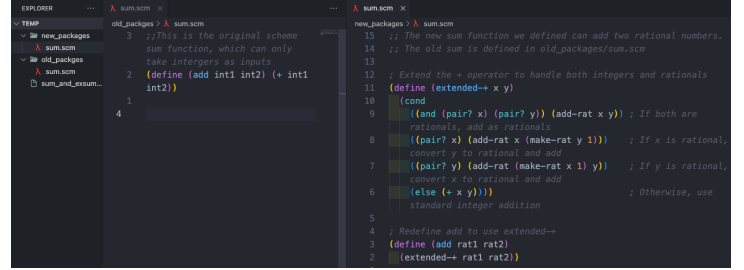 EXPLORER ...
TEMP
new_packages
λ sum.scm
old_packages
λ sum.scm
sum_and_exsum...
λ sum.scm × ...
old_packges > λ sum.scm
3 ;;This is the original scheme
sum function, which can only
take intergers as inputs
2 (define (add int1 int2) (+ int1
int2))
1
4
λ sum.scm ×
new_packages > λ sum.scm
15 ;; The new sum function we defined can add two rational numbers.
14 ;; The old sum is defined in old_packages/sum.scm
13
12 ; Extend the + operator to handle both integers and rationals
11 (define (extended-+ x y)
10 (cond
9 ((and (pair? x) (pair? y)) (add-rat x y)) ; If both are
rationals, add as rationals
8 ((pair? x) (add-rat x (make-rat y 1))) ; If x is rational,
convert y to rational and add
7 ((pair? y) (add-rat (make-rat x 1) y)) ; If y is rational,
convert x to rational and add
6 (else (+ x y)))) ; Otherwise, use
standard integer addition
5
4 ; Redefine add to use extended-+
3 (define (add rat1 rat2)
2 (extended-+ rat1 rat2))